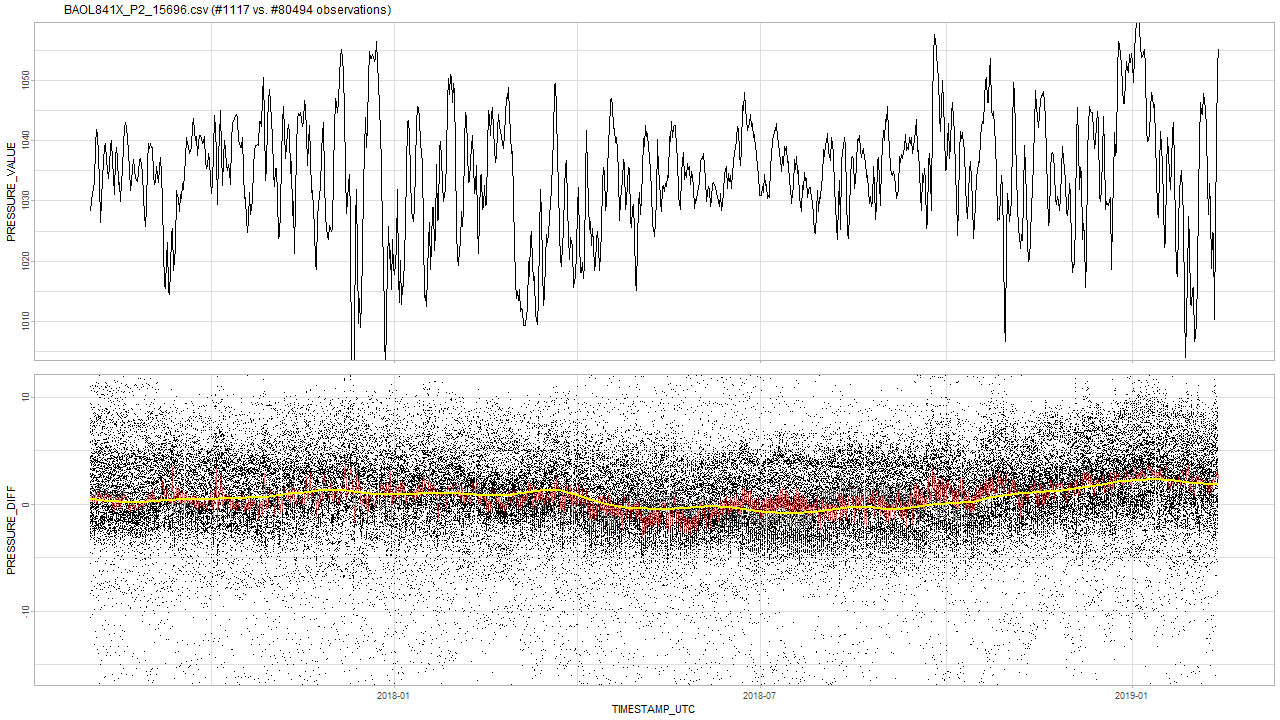 BAOL841X_P2_15696.csv (#1117 vs. #80494 observations)
PRESSURE_VALUE
1050
1040
1030
1020
1010
PRESSURE_DIFF
10
0
-10
2018-01
2018-07
2019-01
TIMESTAMP_UTC